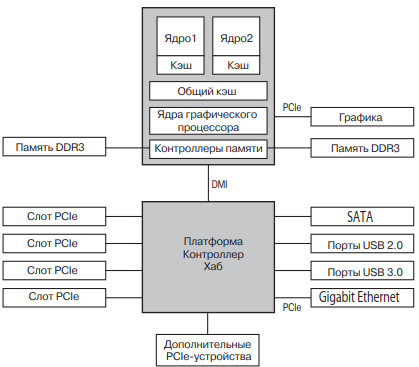 Ядро1
Ядро2
Кэш
Кэш
Общий кэш
Ядра графического
процессора
PCIe
Графика
Память DDR3
Контроллеры памяти
Память DDR3
DMI
Слот PCIe
SATA
Слот PCIe
Платформа
Контроллер
Хаб
Порты USB 2.0
Слот PCIe
Порты USB 3.0
Слот PCIe
Gigabit Ethernet
PCIe
Дополнительные
PCIe-устройства